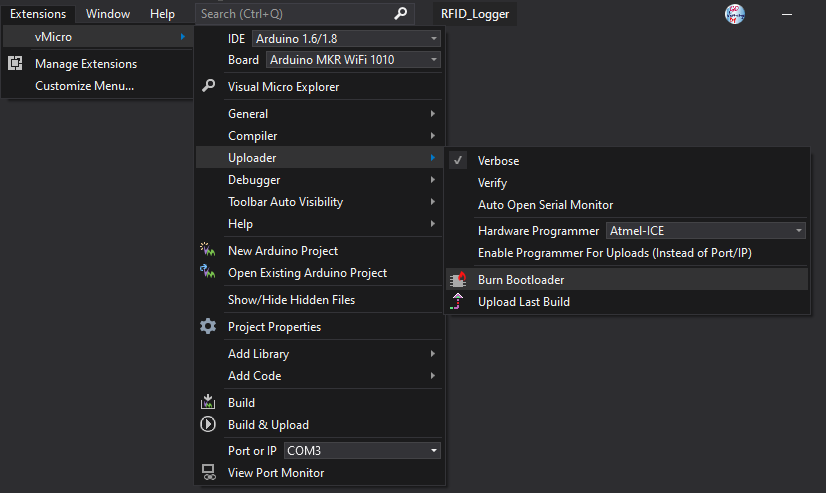 Extensions Window Help Search (Ctrl+Q) RFID_Logger
vMicro
Manage Extensions
Customize Menu...
IDE Arduino 1.6/1.8
Board Arduino MKR WiFi 1010
Visual Micro Explorer
General
Compiler
Uploader
Debugger
Toolbar Auto Visibility
Help
New Arduino Project
Open Existing Arduino Project
Show/Hide Hidden Files
Project Properties
Add Library
Add Code
Build
Build & Upload
Port or IP COM3
View Port Monitor
Verbose
Verify
Auto Open Serial Monitor
Hardware Programmer Atmel-ICE
Enable Programmer For Uploads (Instead of Port/IP)
Burn Bootloader
Upload Last Build